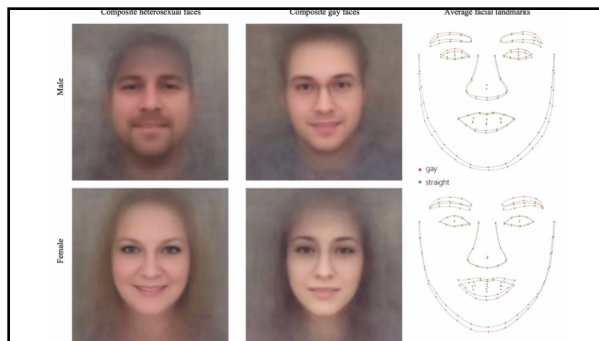 Composite heterosexual faces
Composite gay faces
Average facial landmarks
Male
gay
straight
Female